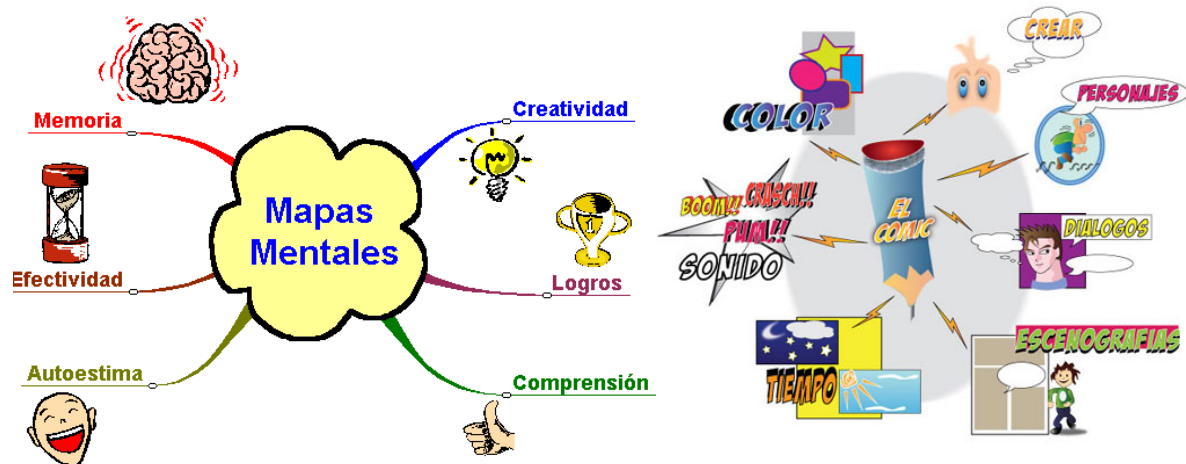 Memoria
Creatividad
Mapas
Mentales
Efectividad
Logros
Autoestima
Comprensión
CREAR
PERSONAJES
COLOR
BOOM!! CRASCH!!
PUM!!
SONIDO
EL
COMIC
DIALOGOS
TIEMPO
ESCENOGRAFIAS
1